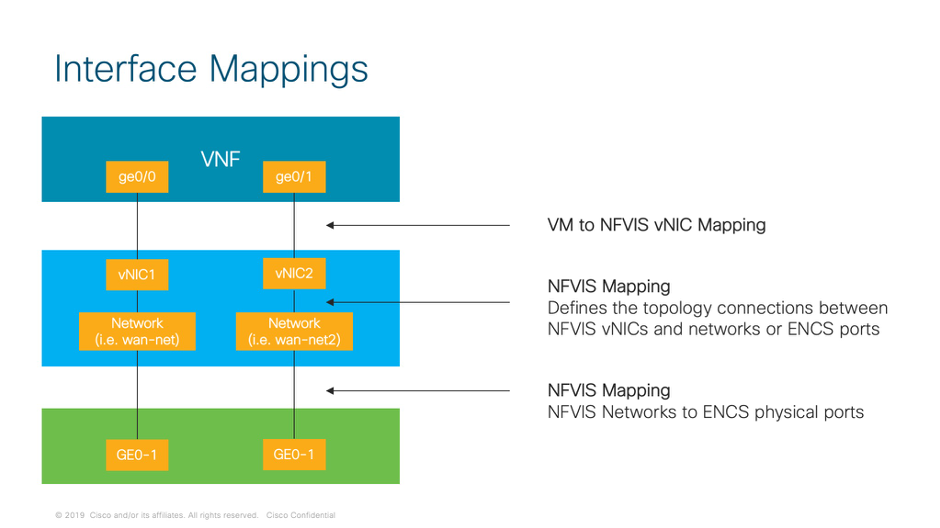 Interface Mappings
VNF
ge0/0
ge0/1
VM to NFVIS vNIC Mapping
vNIC1
vNIC2
NFVIS Mapping
Defines the topology connections between
NFVIS vNICs and networks or ENCS ports
Network
(i.e. wan-net)
Network
(i.e. wan-net2)
NFVIS Mapping
NFVIS Networks to ENCS physical ports
GE0-1
GE0-1
© 2019 Cisco and/or its affiliates. All rights reserved. Cisco Confidential